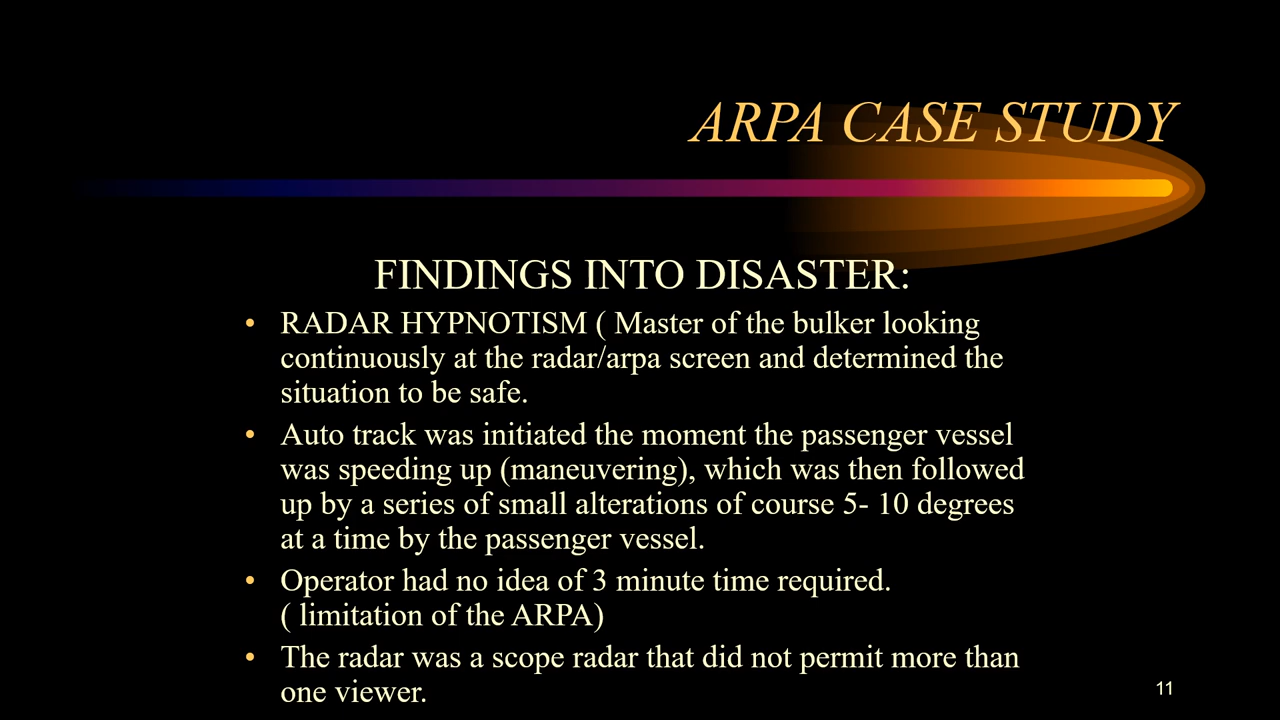 ARPA CASE STUDY
FINDINGS INTO DISASTER:
• RADAR HYPNOTISM ( Master of the bulker looking
continuously at the radar/arpa screen and determined the
situation to be safe.
• Auto track was initiated the moment the passenger vessel
was speeding up (maneuvering), which was then followed
up by a series of small alterations of course 5- 10 degrees
at a time by the passenger vessel.
• Operator had no idea of 3 minute time required.
( limitation of the ARPA)
• The radar was a scope radar that did not permit more than
one viewer.
11